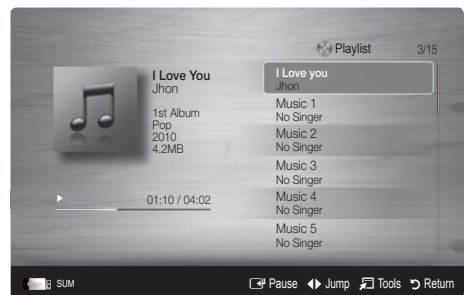 Playlist 3/15
I Love You
Jhon
1st Album
Pop
2010
4.2MB
01:10 / 04:02
I Love you
Jhon
Music 1
No Singer
Music 2
No Singer
Music 3
No Singer
Music 4
No Singer
Music 5
No Singer
SUM Pause Jump Tools Return